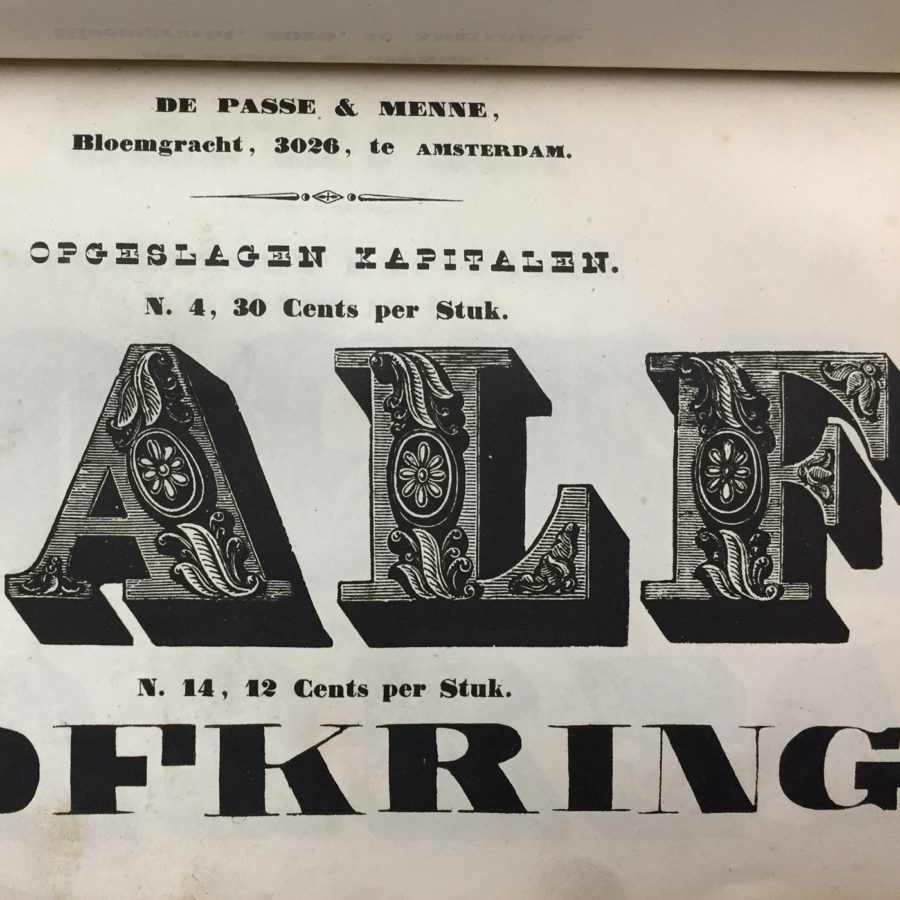 DE PASSE & MENNE,
Bloemgracht, 3026, te AMSTERDAM.
OPGESLAGEN KAPITALEN.
N. 4, 30 Cents per Stuk.
ALF
N. 14, 12 Cents per Stuk.
OFKRING